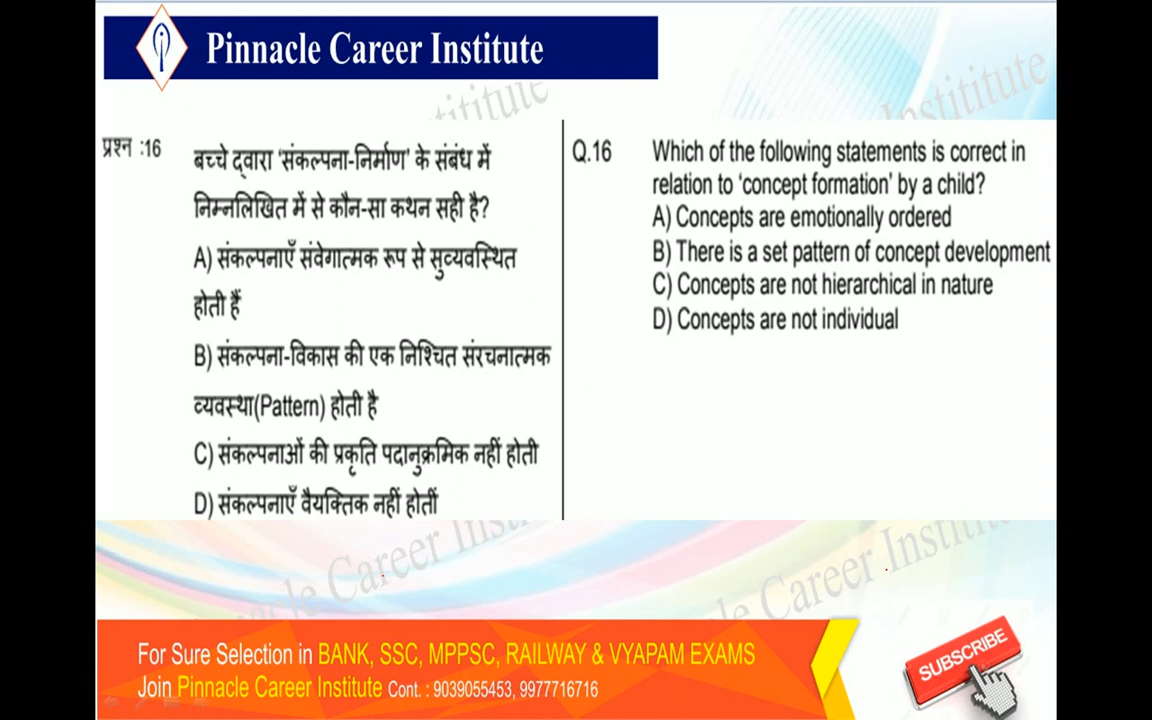 Pinnacle Career Institute
प्रश्न :16
बच्चे द्वारा 'संकल्पना-निर्माण' के संबंध में
निम्नलिखित में से कौन-सा कथन सही है?
A) संकल्पनाएँ संवेगात्मक रूप से सुव्यवस्थित
होती हैं
B) संकल्पना-विकास की एक निश्चित संरचनात्मक
व्यवस्था(Pattern) होती है
C) संकल्पनाओं की प्रकृति पदानुक्रमिक नहीं होती
D) संकल्पनाएँ वैयक्तिक नहीं होतीं
Q.16
Which of the following statements is correct in
relation to 'concept formation' by a child?
A) Concepts are emotionally ordered
B) There is a set pattern of concept development
C) Concepts are not hierarchical in nature
D) Concepts are not individual
For Sure Selection in BANK, SSC, MPPSC, RAILWAY & VYAPAM EXAMS
Join Pinnacle Career Institute Cont. : 9039055453, 9977716716
SUBSCRIBE